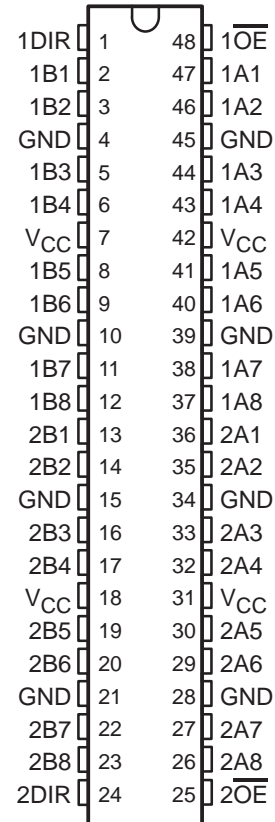 1DIR 1 48 1O̅E̅
1B1 2 47 1A1
1B2 3 46 1A2
GND 4 45 GND
1B3 5 44 1A3
1B4 6 43 1A4
VCC 7 42 VCC
1B5 8 41 1A5
1B6 9 40 1A6
GND 10 39 GND
1B7 11 38 1A7
1B8 12 37 1A8
2B1 13 36 2A1
2B2 14 35 2A2
GND 15 34 GND
2B3 16 33 2A3
2B4 17 32 2A4
VCC 18 31 VCC
2B5 19 30 2A5
2B6 20 29 2A6
GND 21 28 GND
2B7 22 27 2A7
2B8 23 26 2A8
2DIR 24 25 2O̅E̅